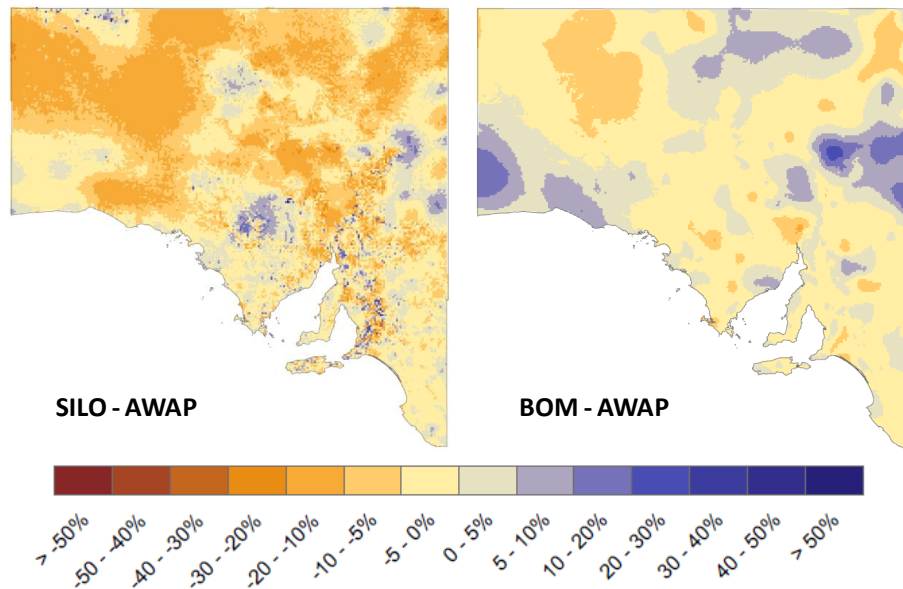 SILO - AWAP
BOM - AWAP
> -50%
-50 - -40%
-40 - -30%
-30 - -20%
-20 - -10%
-10 - -5%
-5 - 0%
0 - 5%
5 - 10%
10 - 20%
20 - 30%
30 - 40%
40 - 50%
> 50%